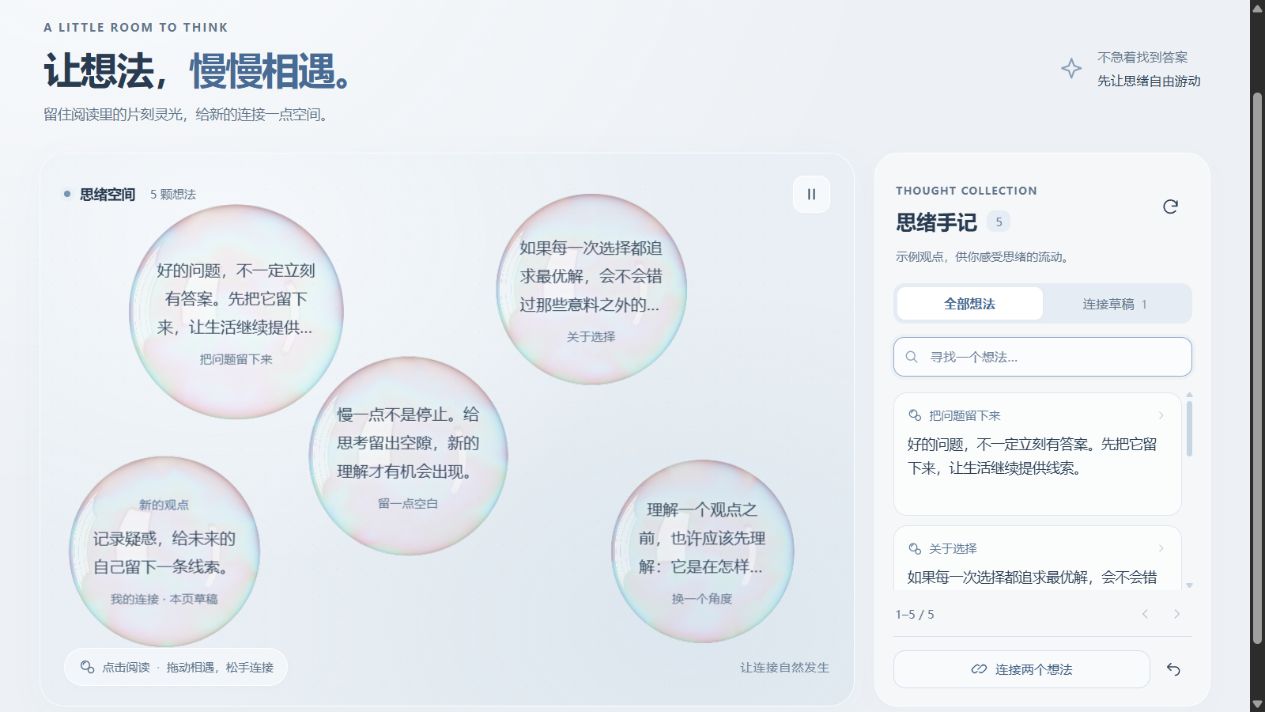 A LITTLE ROOM TO THINK
让想法，慢慢相遇。
留住阅读里的片刻灵光，给新的连接一点空间。
不急着找到答案
先让思绪自由游动
思绪空间 5 颗想法
好的问题，不一定立刻
有答案。先把它留下
来，让生活继续提供...
把问题留下来
如果每一次选择都追
求最优解，会不会错
过那些意料之外的...
关于选择
慢一点不是停止。给
思考留出空隙，新的
理解才有机会出现。
留一点空白
新的观点
记录疑惑，给未来的
自己留下一条线索。
我的连接 · 本页草稿
理解一个观点之
前，也许应该先理
解：它是在怎样...
换一个角度
点击阅读 · 拖动相遇，松手连接
让连接自然发生
THOUGHT COLLECTION
思绪手记 5
示例观点，供你感受思绪的流动。
全部想法 连接草稿 1
寻找一个想法...
把问题留下来
好的问题，不一定立刻有答案。先把它留
下来，让生活继续提供线索。
关于选择
如果每一次选择都追求最优解，会不会错
1–5 / 5
连接两个想法